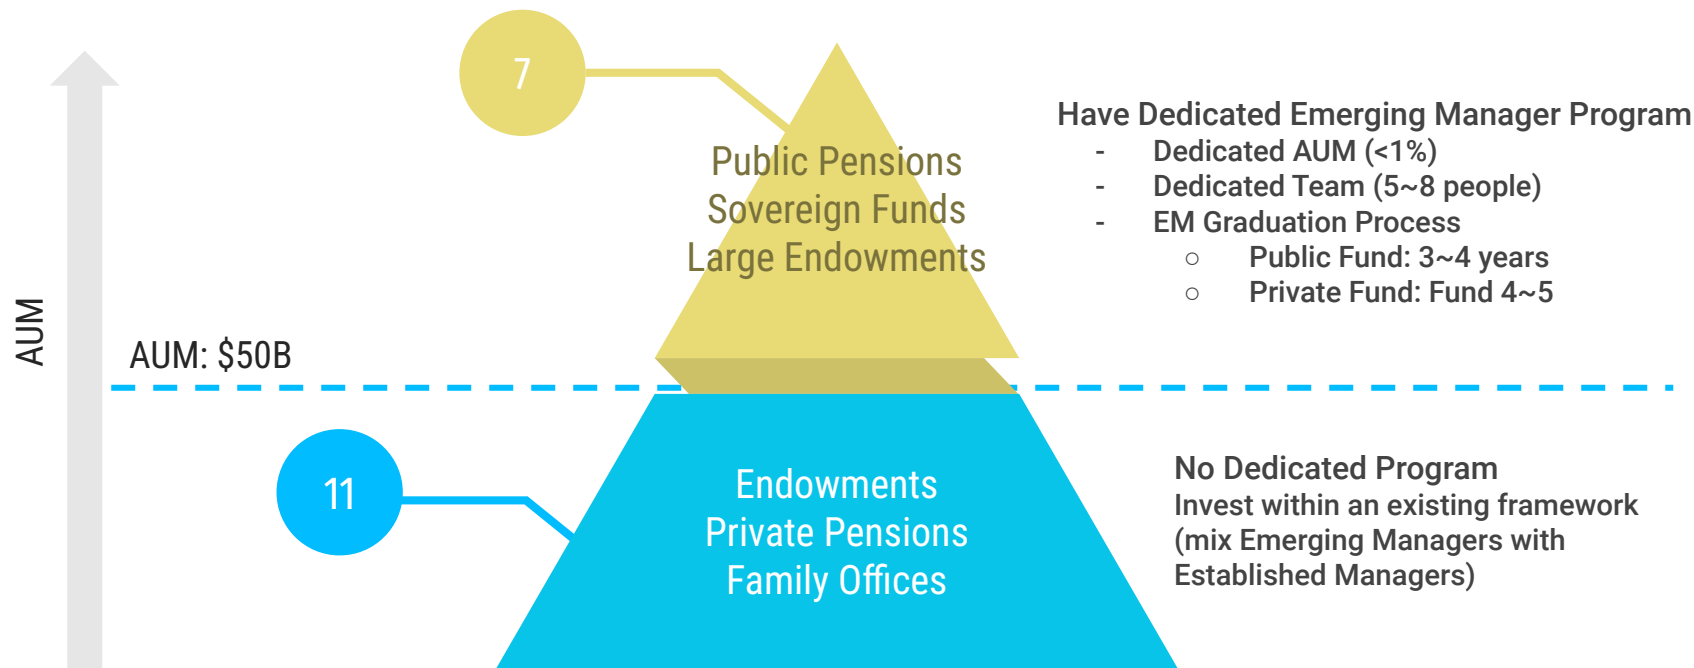 7
Public Pensions
Sovereign Funds
Large Endowments
Have Dedicated Emerging Manager Program
- Dedicated AUM (<1%)
- Dedicated Team (5~8 people)
- EM Graduation Process
○ Public Fund: 3~4 years
○ Private Fund: Fund 4~5
AUM
AUM: $50B
11
Endowments
Private Pensions
Family Offices
No Dedicated Program
Invest within an existing framework
(mix Emerging Managers with
Established Managers)